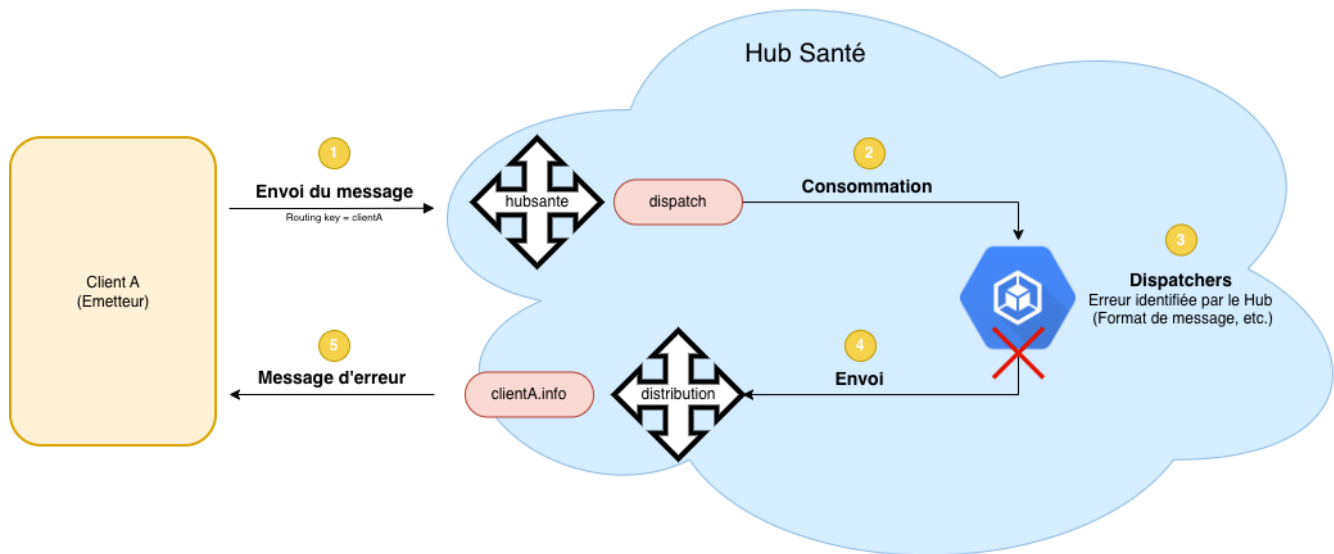 Hub Santé
1
Envoi du message
Routing key = clientA
hubsante
dispatch
2
Consommation
3
Dispatchers
Erreur identifiée par le Hub
(Format de message, etc.)
Client A
(Emetteur)
5
Message d'erreur
clientA.info
distribution
4
Envoi